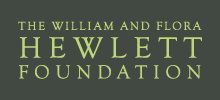 THE WILLIAM AND FLORA
HEWLETT
FOUNDATION